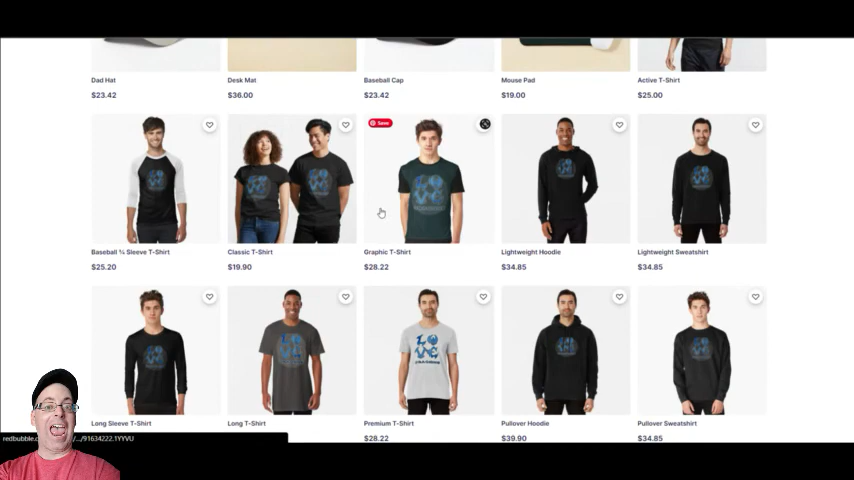 Dad Hat
Desk Mat
Baseball Cap
Mouse Pad
Active T-Shirt
$23.42
$36.00
$23.42
$19.00
$25.00
Save
Baseball ¾ Sleeve T-Shirt
Classic T-Shirt
Graphic T-Shirt
Lightweight Hoodie
Lightweight Sweatshirt
$25.20
$19.90
$28.22
$34.85
$34.85
LOVE
Long Sleeve T-Shirt
Long T-Shirt
Premium T-Shirt
Pullover Hoodie
Pullover Sweatshirt
$28.22
$39.90
$34.85